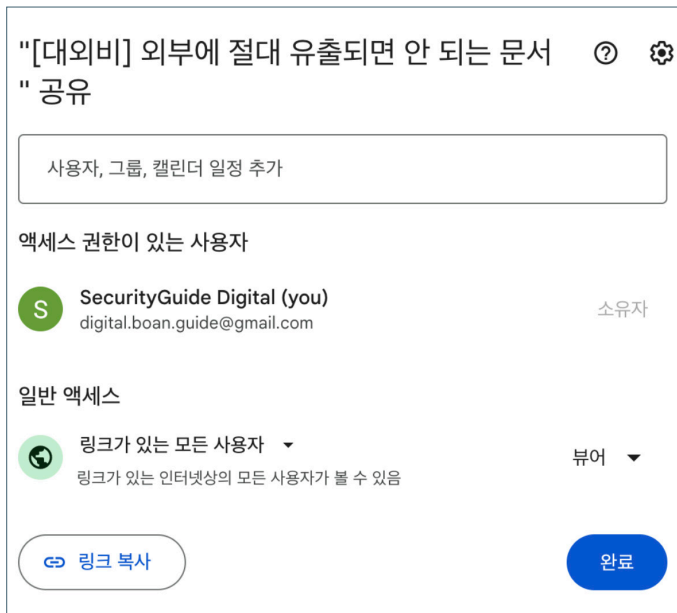 "[대외비] 외부에 절대 유출되면 안 되는 문서
" 공유
사용자, 그룹, 캘린더 일정 추가
액세스 권한이 있는 사용자
S
SecurityGuide Digital (you)
digital.boan.guide@gmail.com
소유자
일반 액세스
링크가 있는 모든 사용자
링크가 있는 인터넷상의 모든 사용자가 볼 수 있음
뷰어
링크 복사
완료